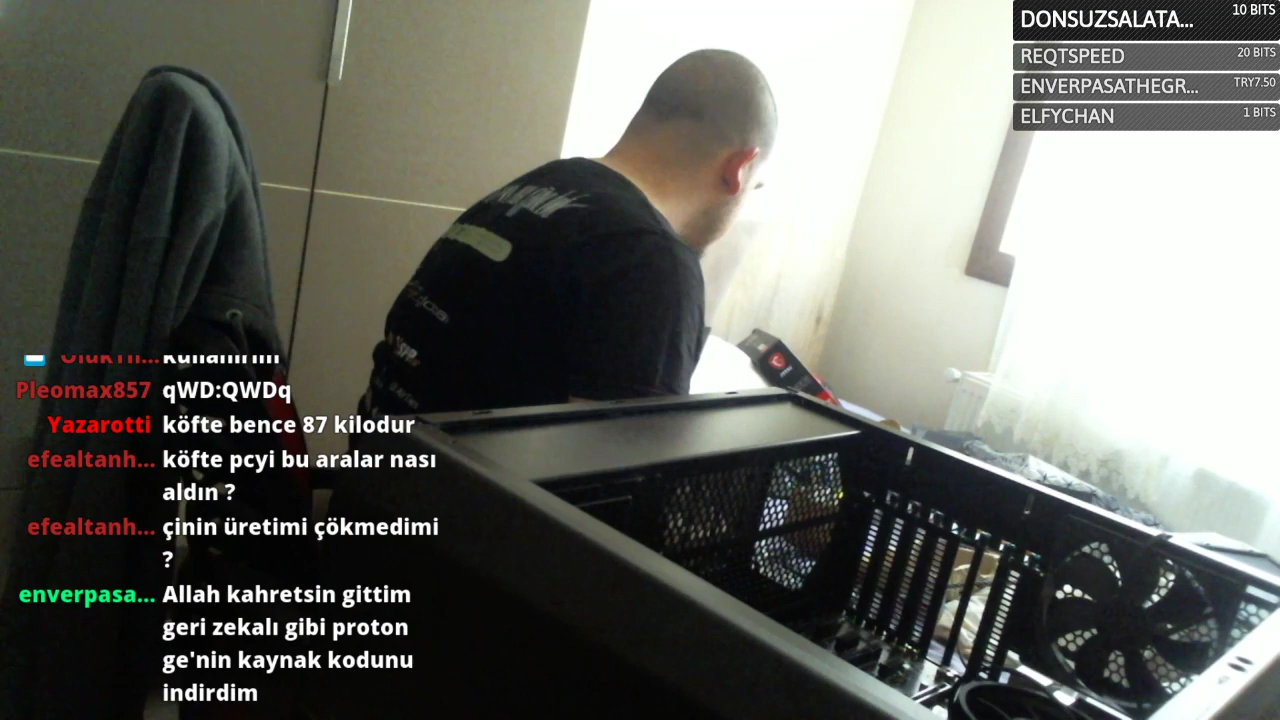 DONSUZSALATA... 10 BITS
REQTSPEED 20 BITS
ENVERPASATHEGR... TRY7.50
ELFYCHAN 1 BITS
Pleomax857 qWD:QWDq
Yazarotti köfte bence 87 kilodur
efealtanh... köfte pcyi bu aralar nası
aldın ?
efealtanh... çinin üretimi çökmedimi
?
enverpasa... Allah kahretsin gittim
geri zekalı gibi proton
ge'nin kaynak kodunu
indirdim